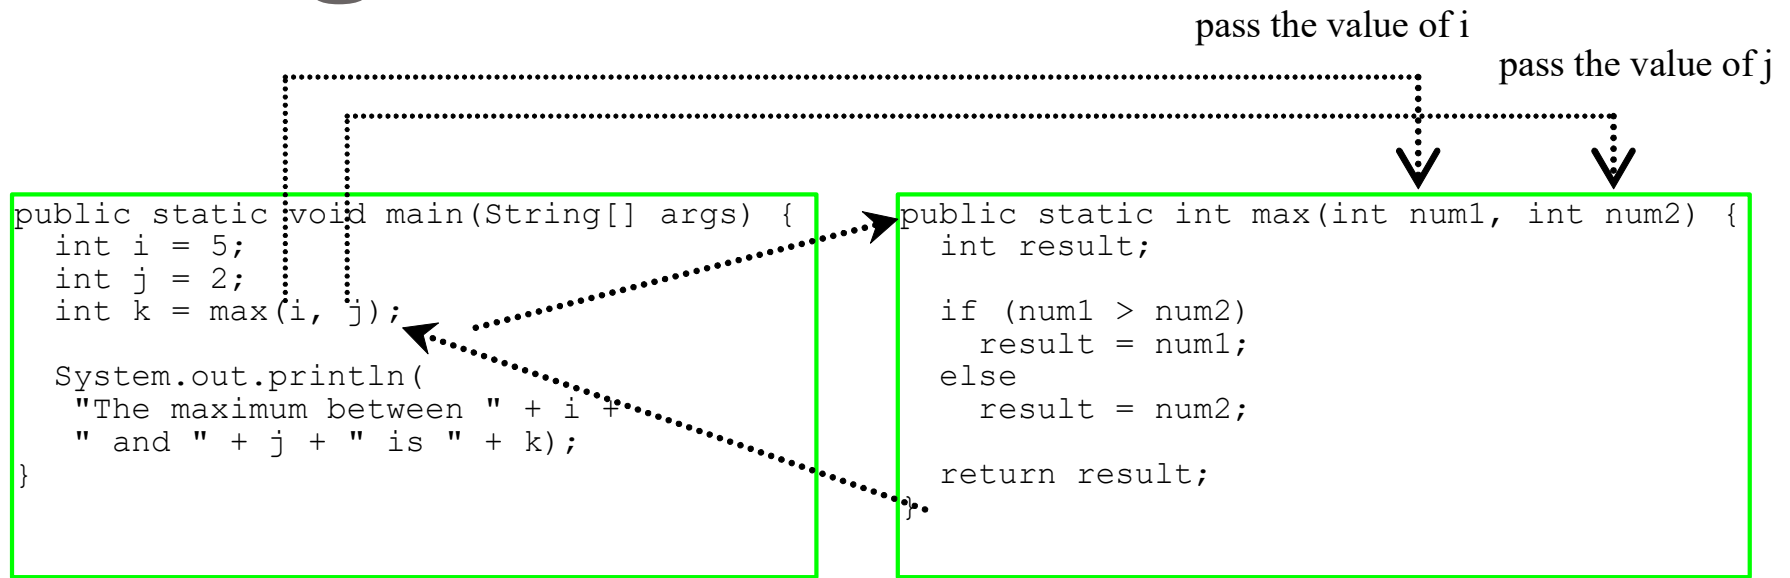 pass the value of i
pass the value of j
public static void main(String[] args) {
  int i = 5;
  int j = 2;
  int k = max(i, j);

  System.out.println(
   "The maximum between " + i +
   " and " + j + " is " + k);
}
public static int max(int num1, int num2) {
  int result;

  if (num1 > num2)
    result = num1;
  else
    result = num2;

  return result;
}